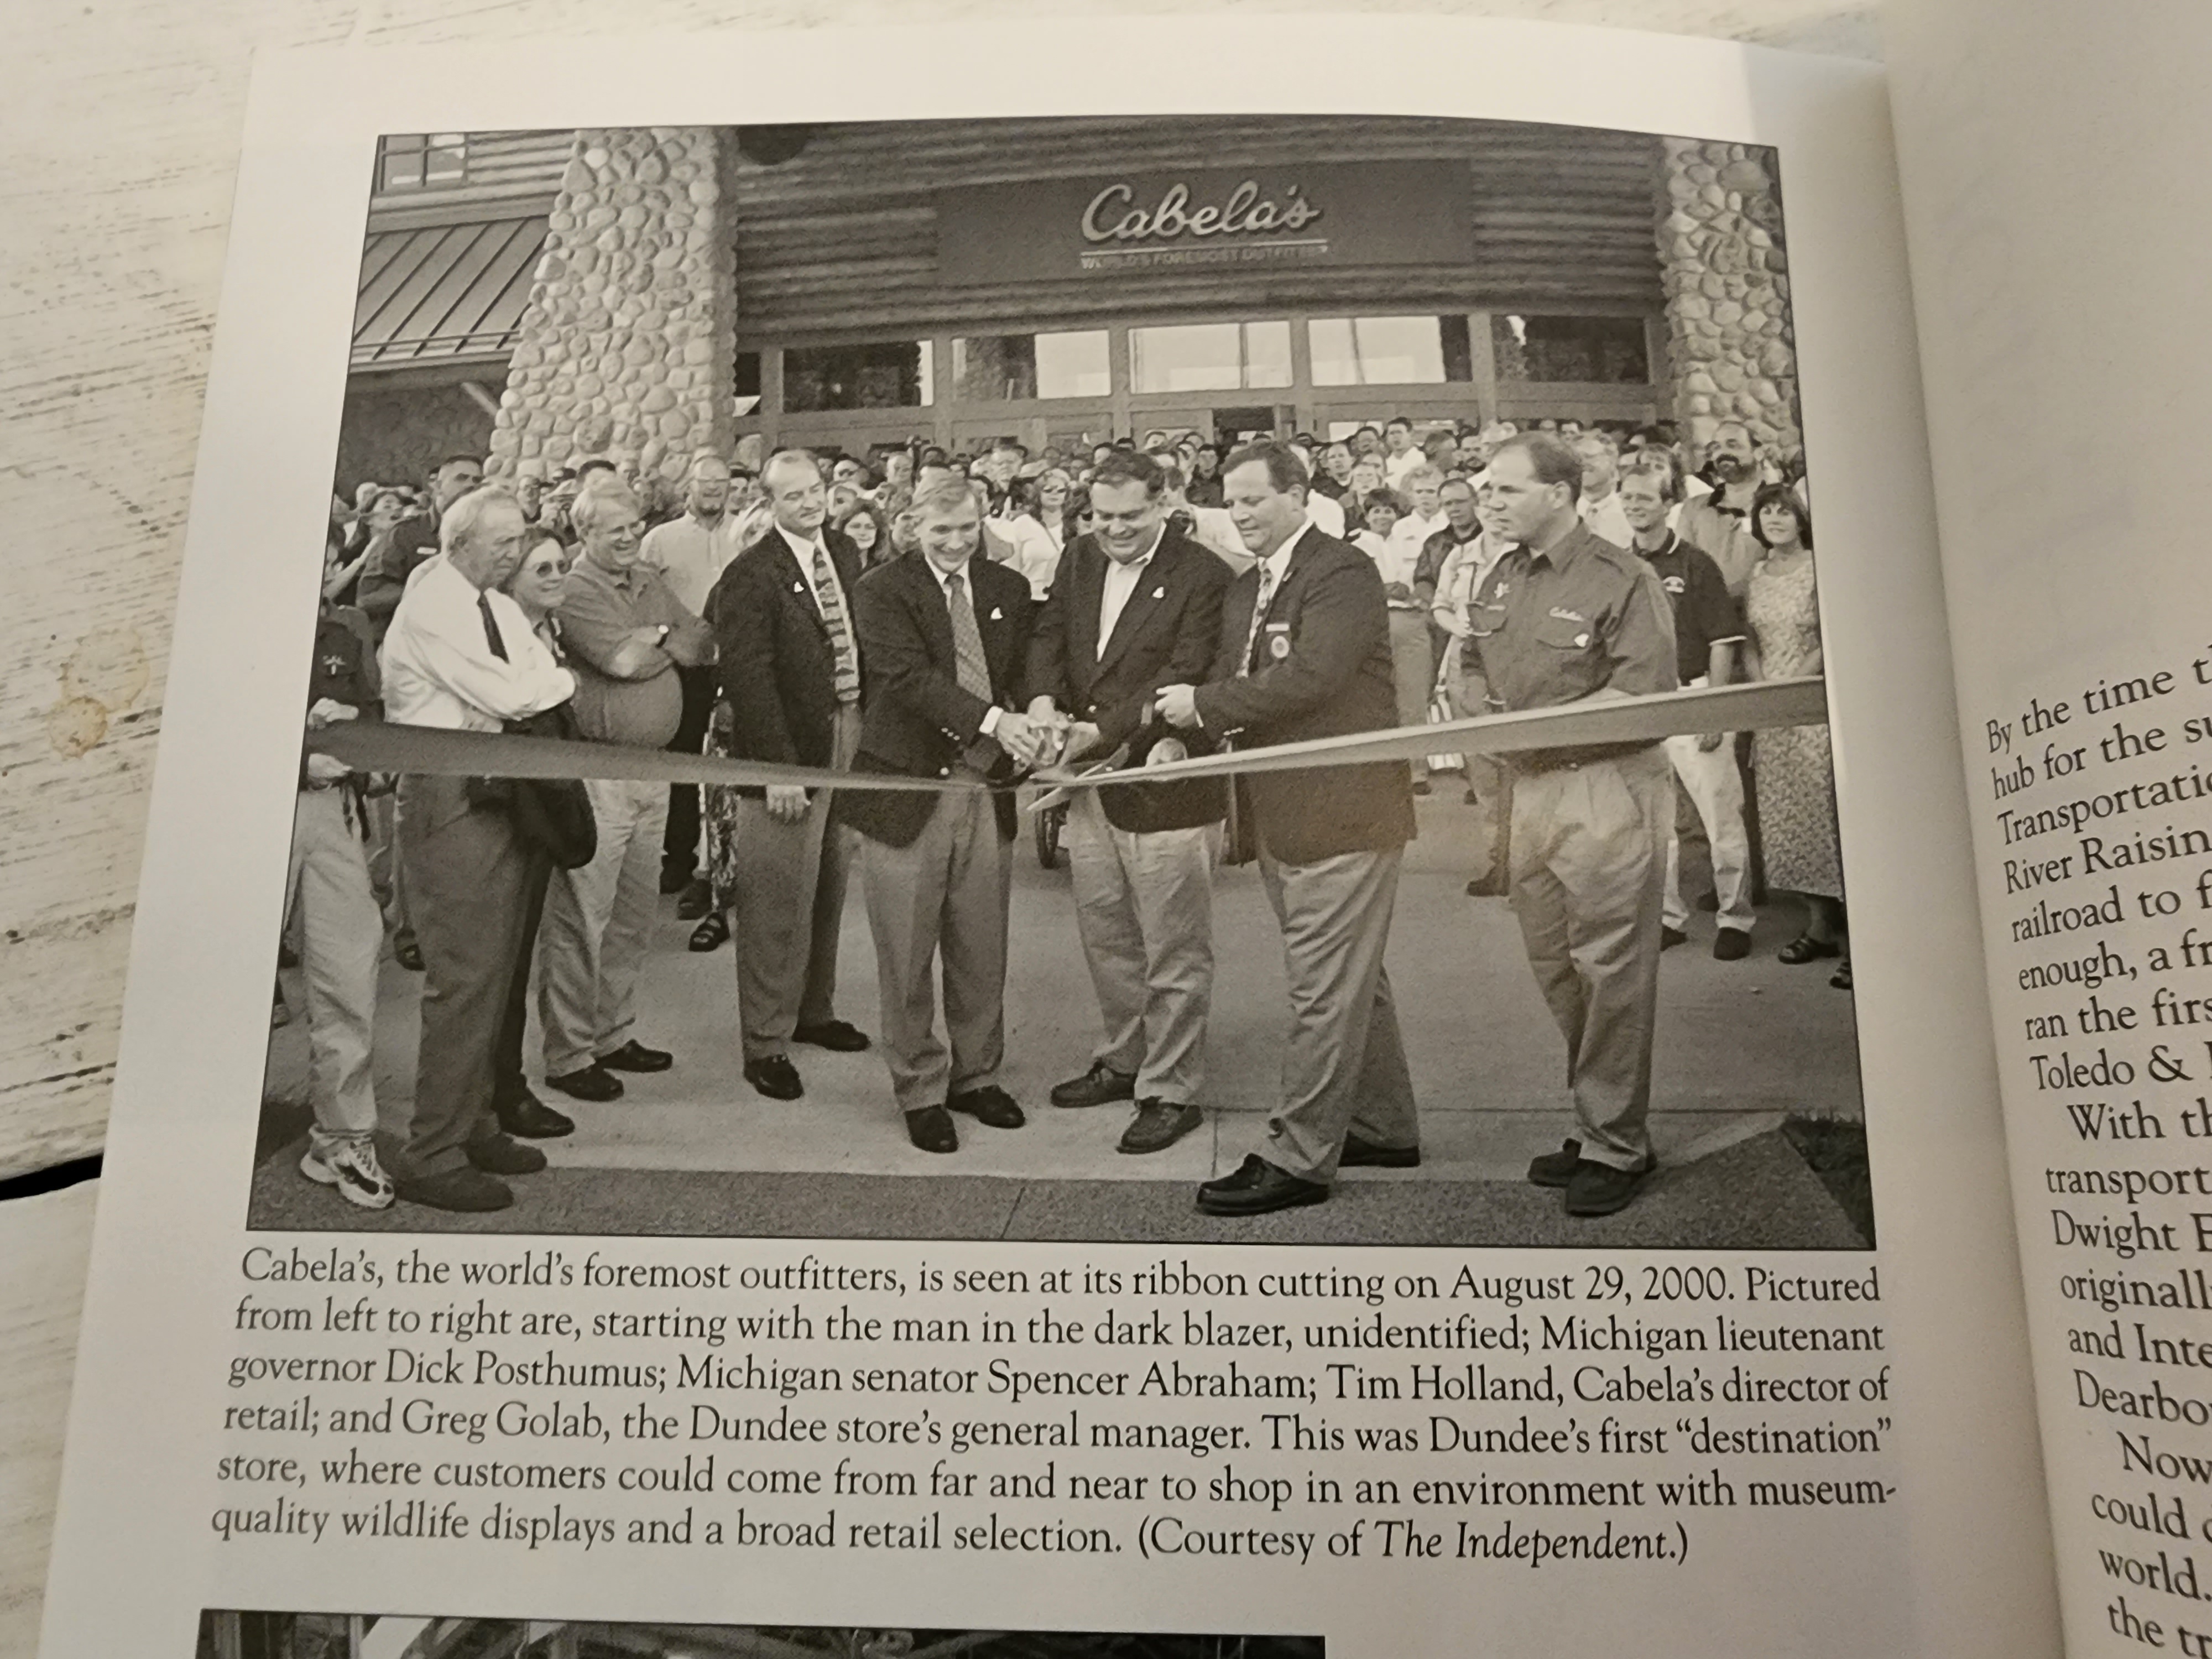 Cabela's
WORLD'S FOREMOST OUTFITTER
Cabela's, the world's foremost outfitters, is seen at its ribbon cutting on August 29, 2000. Pictured
from left to right are, starting with the man in the dark blazer, unidentified; Michigan lieutenant
governor Dick Posthumus; Michigan senator Spencer Abraham; Tim Holland, Cabela's director of
retail; and Greg Golab, the Dundee store's general manager. This was Dundee's first “destination”
store, where customers could come from far and near to shop in an environment with museum-
quality wildlife displays and a broad retail selection. (Courtesy of The Independent.)
By the time
hub for the
Transportati
River Raisin
railroad to
enough, a
ran the firs
Toledo &
With th
transport
Dwight
originall
and Inte
Dearbo
Now
could
world.
the tr